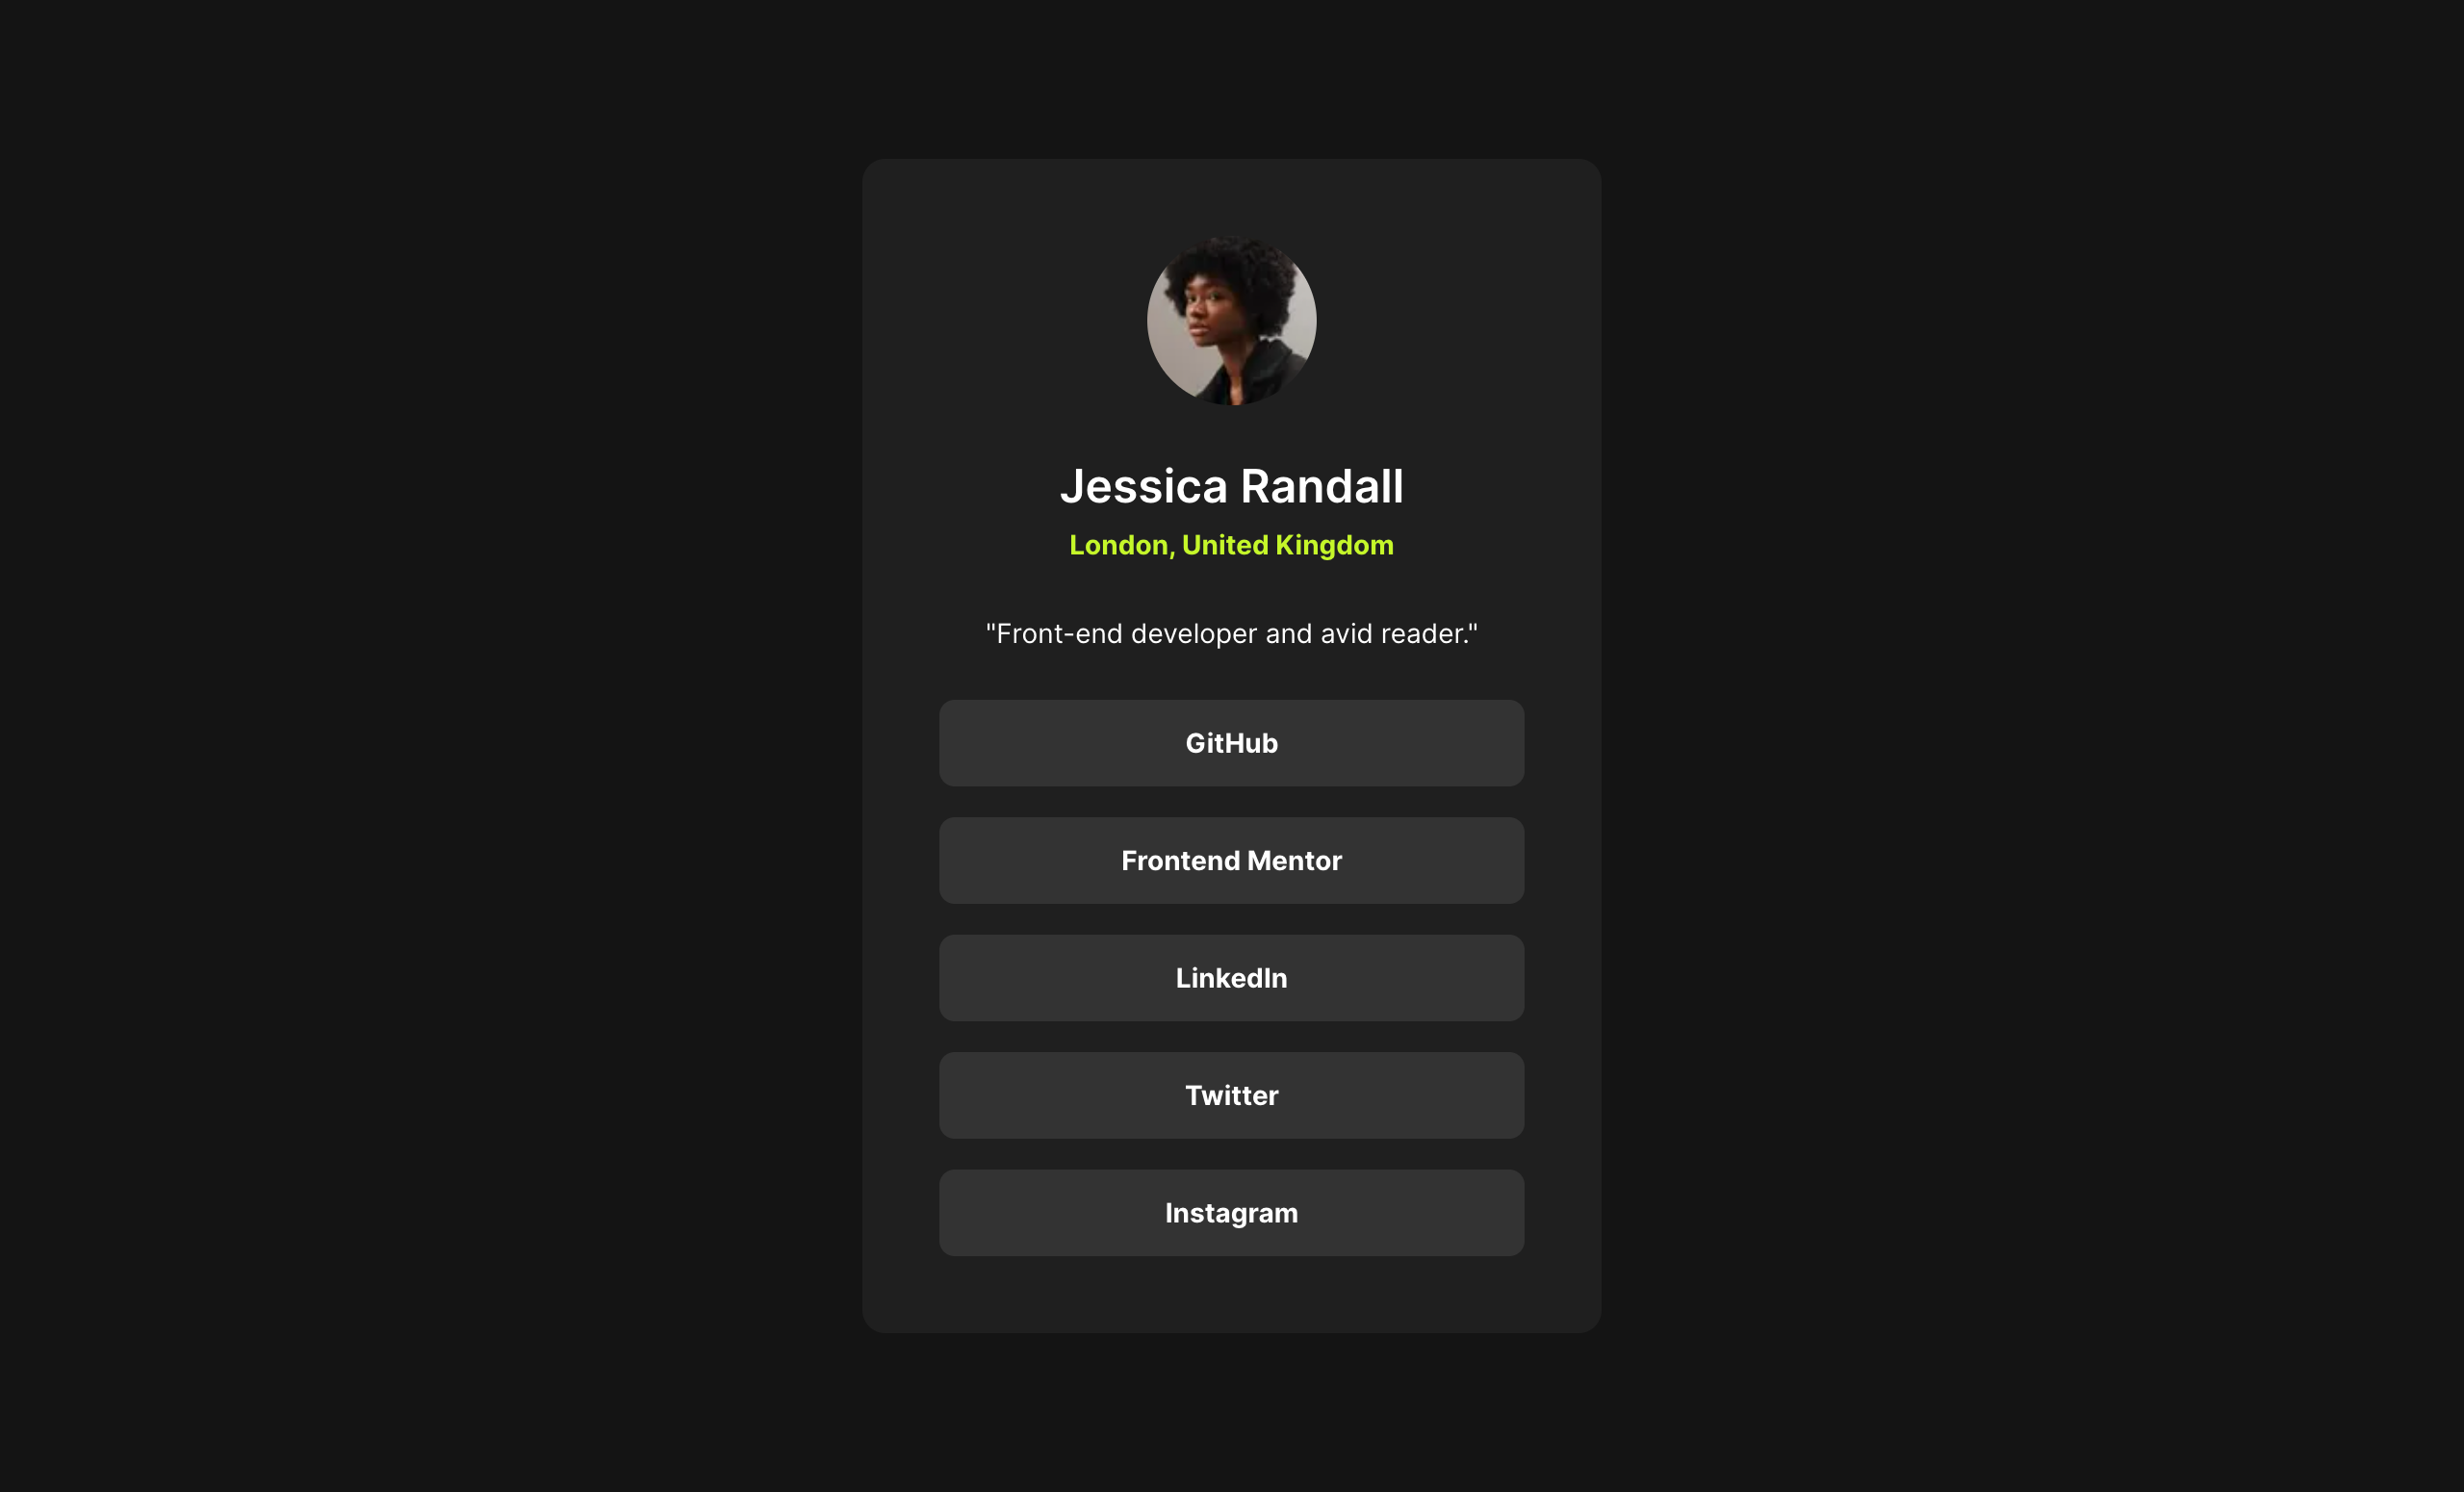 Jessica Randall
London, United Kingdom
"Front-end developer and avid reader."
GitHub
Frontend Mentor
LinkedIn
Twitter
Instagram